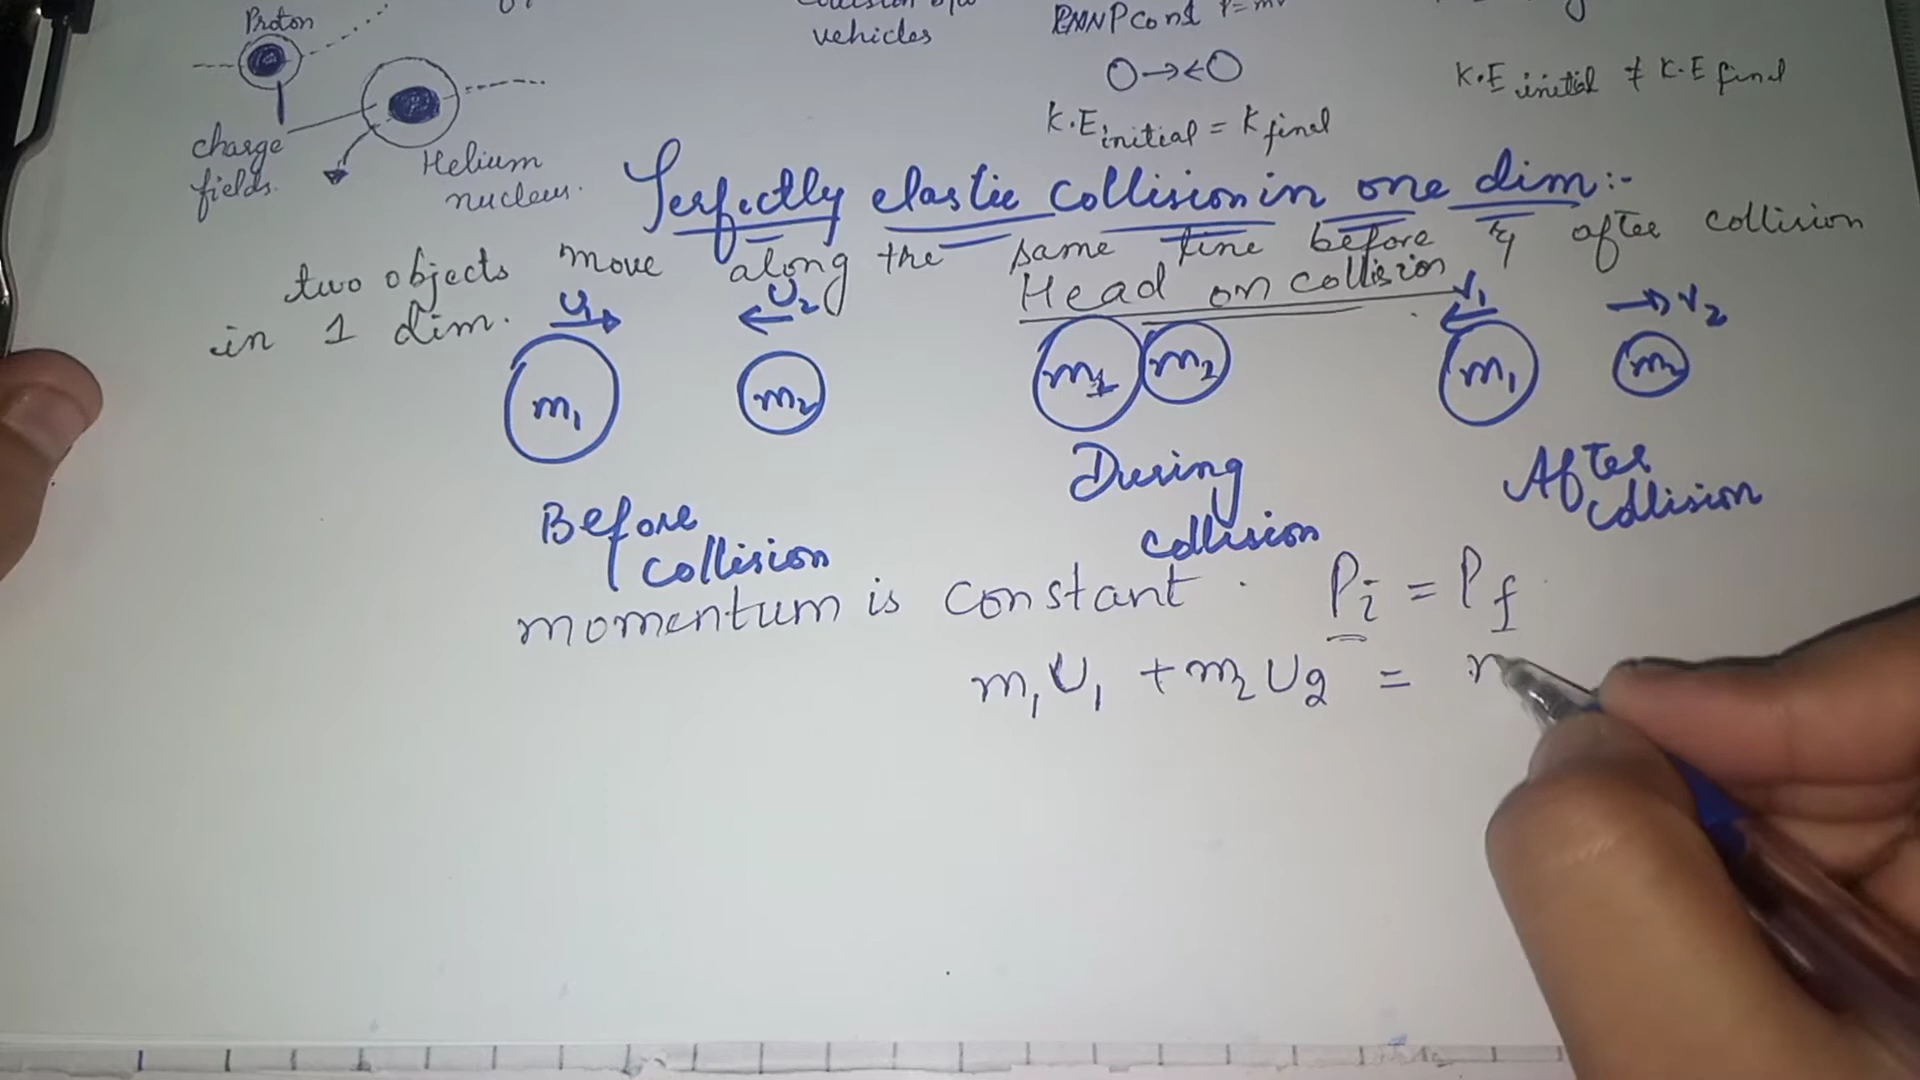 Proton
vehicles
const P = mv
K.E initial ≠ K.E final
K.E initial = K final
charge
fields.
Helium
nucleus.
Perfectly elastic collision in one dim:-
two objects move along the same line before & after collision
in 1 dim.
Head on collision
U1
U2
V1
V2
m1
m2
m1
m2
m1
m2
Before
collision
During
collision
After
collision
momentum is constant. Pi = Pf
m1U1 + m2U2 =